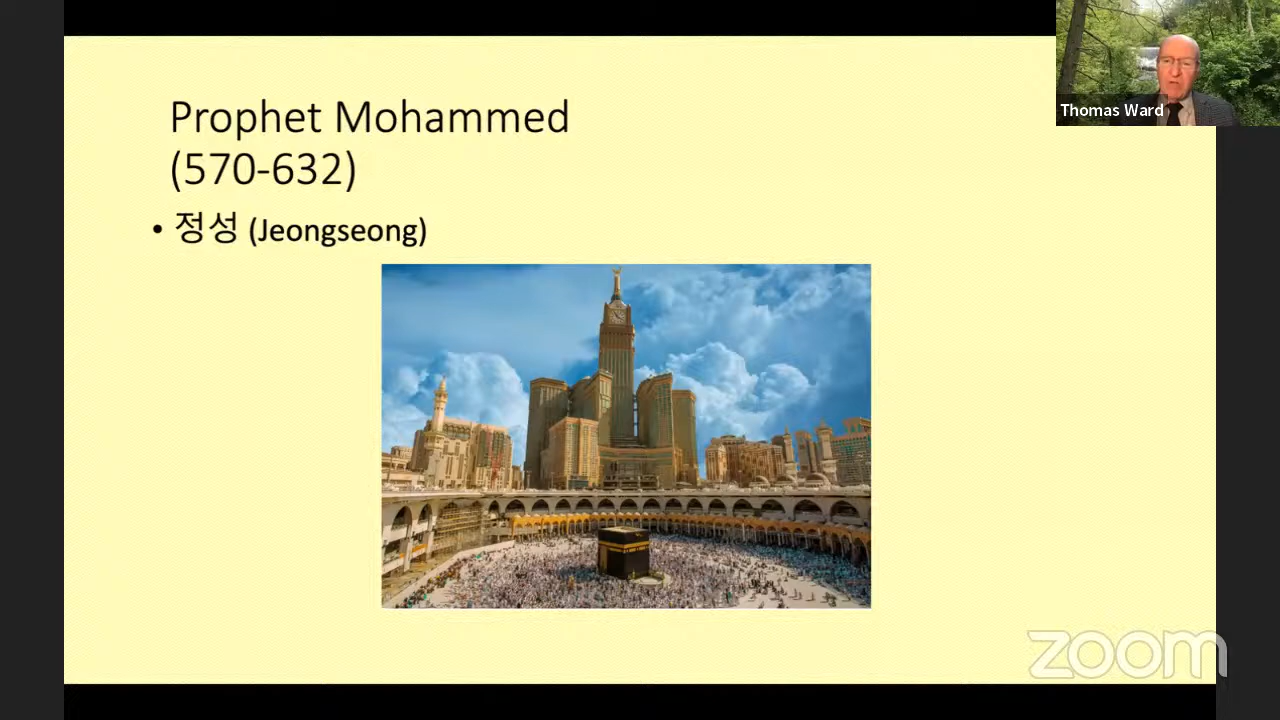 Prophet Mohammed
(570-632)
• 정성 (Jeongseong)
Thomas Ward
zoom